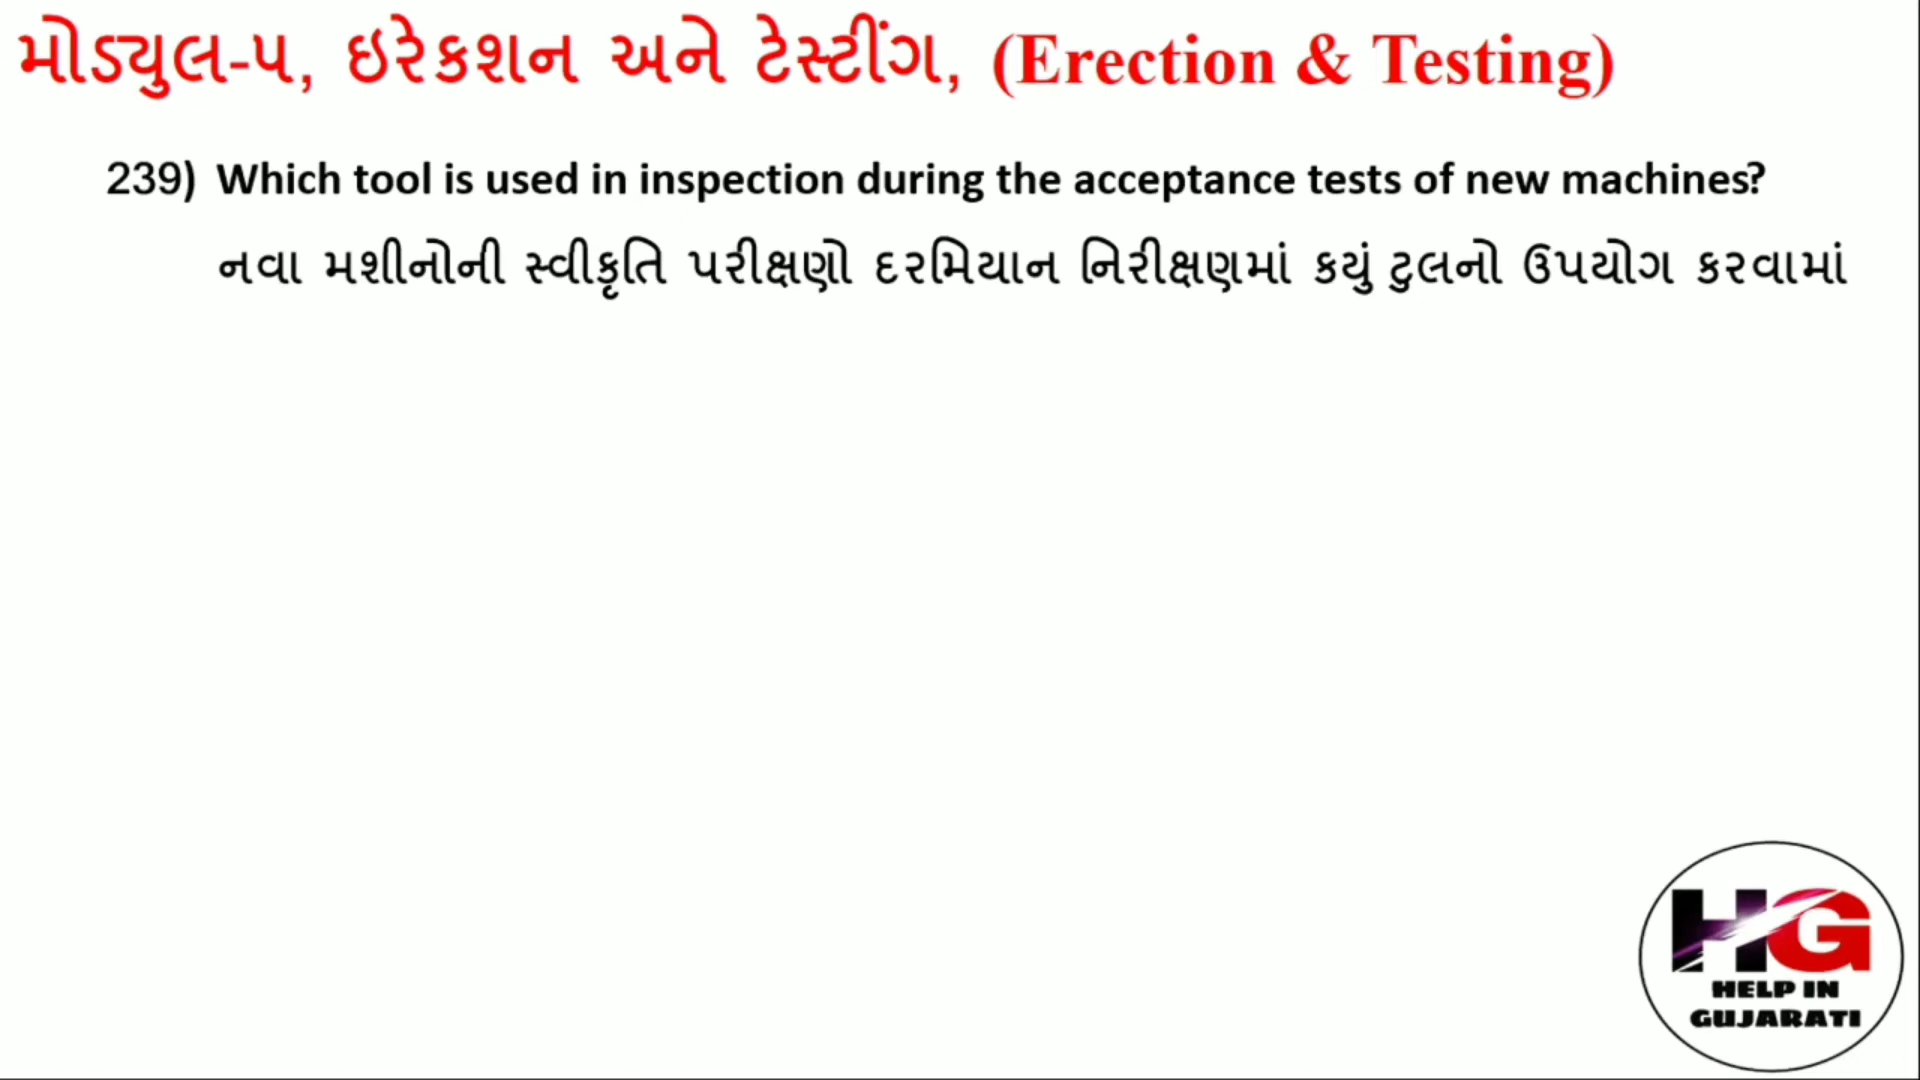 મોડ્યુલ-૫, ઇરેકશન અને ટેસ્ટીંગ, (Erection & Testing)
239) Which tool is used in inspection during the acceptance tests of new machines?
નવા મશીનોની સ્વીકૃતિ પરીક્ષણો દરમિયાન નિરીક્ષણમાં કયું ટુલનો ઉપયોગ કરવામાં
HG
HELP IN
GUJARATI